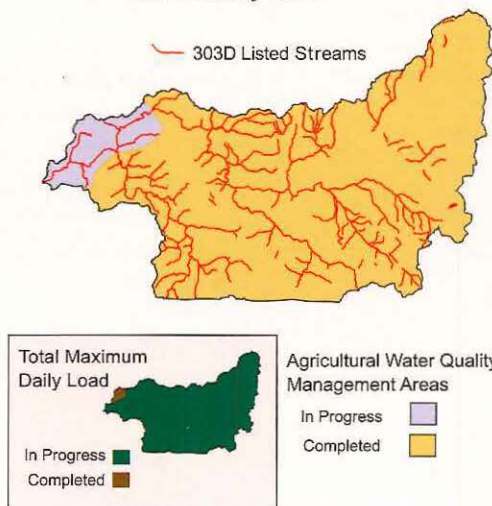 303D Listed Streams
Total Maximum
Daily Load
In Progress
Completed
Agricultural Water Quality
Management Areas
In Progress
Completed